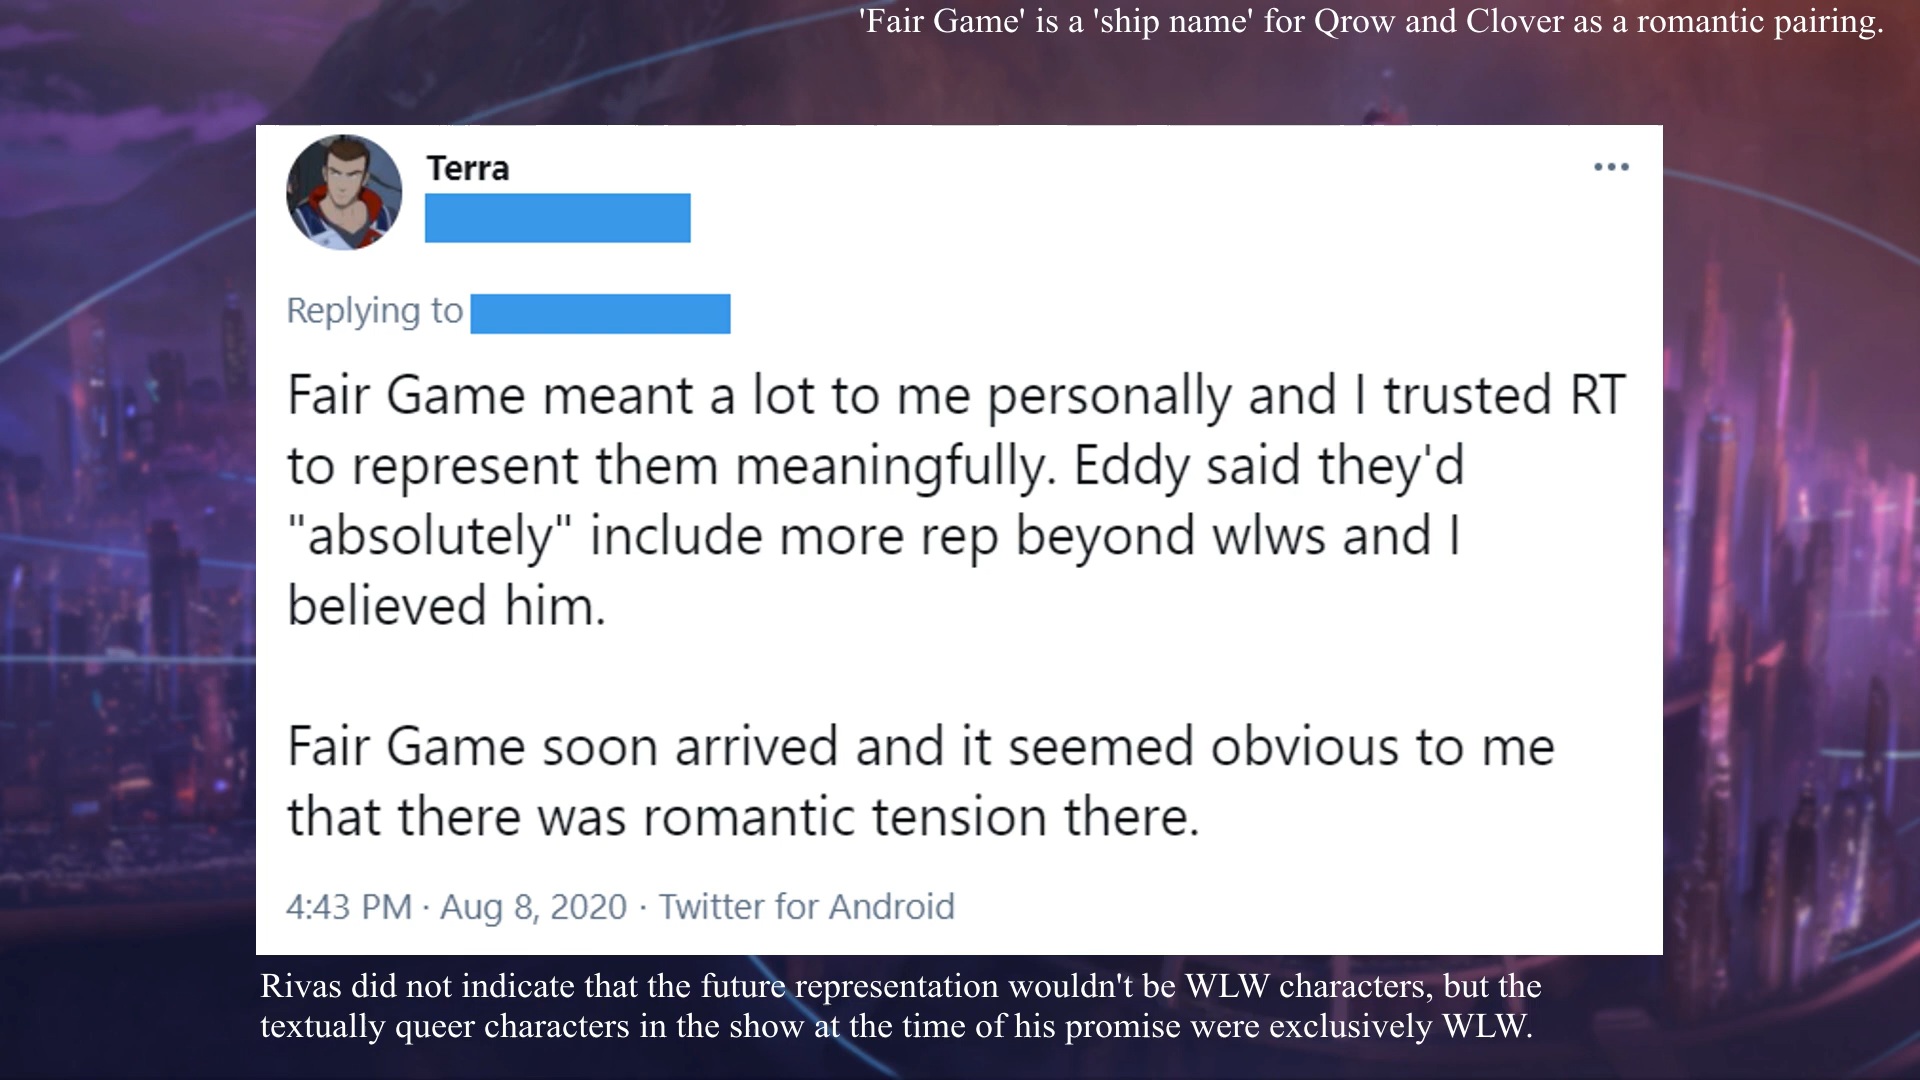 'Fair Game' is a 'ship name' for Qrow and Clover as a romantic pairing.
Terra
Replying to
Fair Game meant a lot to me personally and I trusted RT
to represent them meaningfully. Eddy said they'd
"absolutely" include more rep beyond wlws and I
believed him.
Fair Game soon arrived and it seemed obvious to me
that there was romantic tension there.
4:43 PM · Aug 8, 2020 · Twitter for Android
Rivas did not indicate that the future representation wouldn't be WLW characters, but the
textually queer characters in the show at the time of his promise were exclusively WLW.